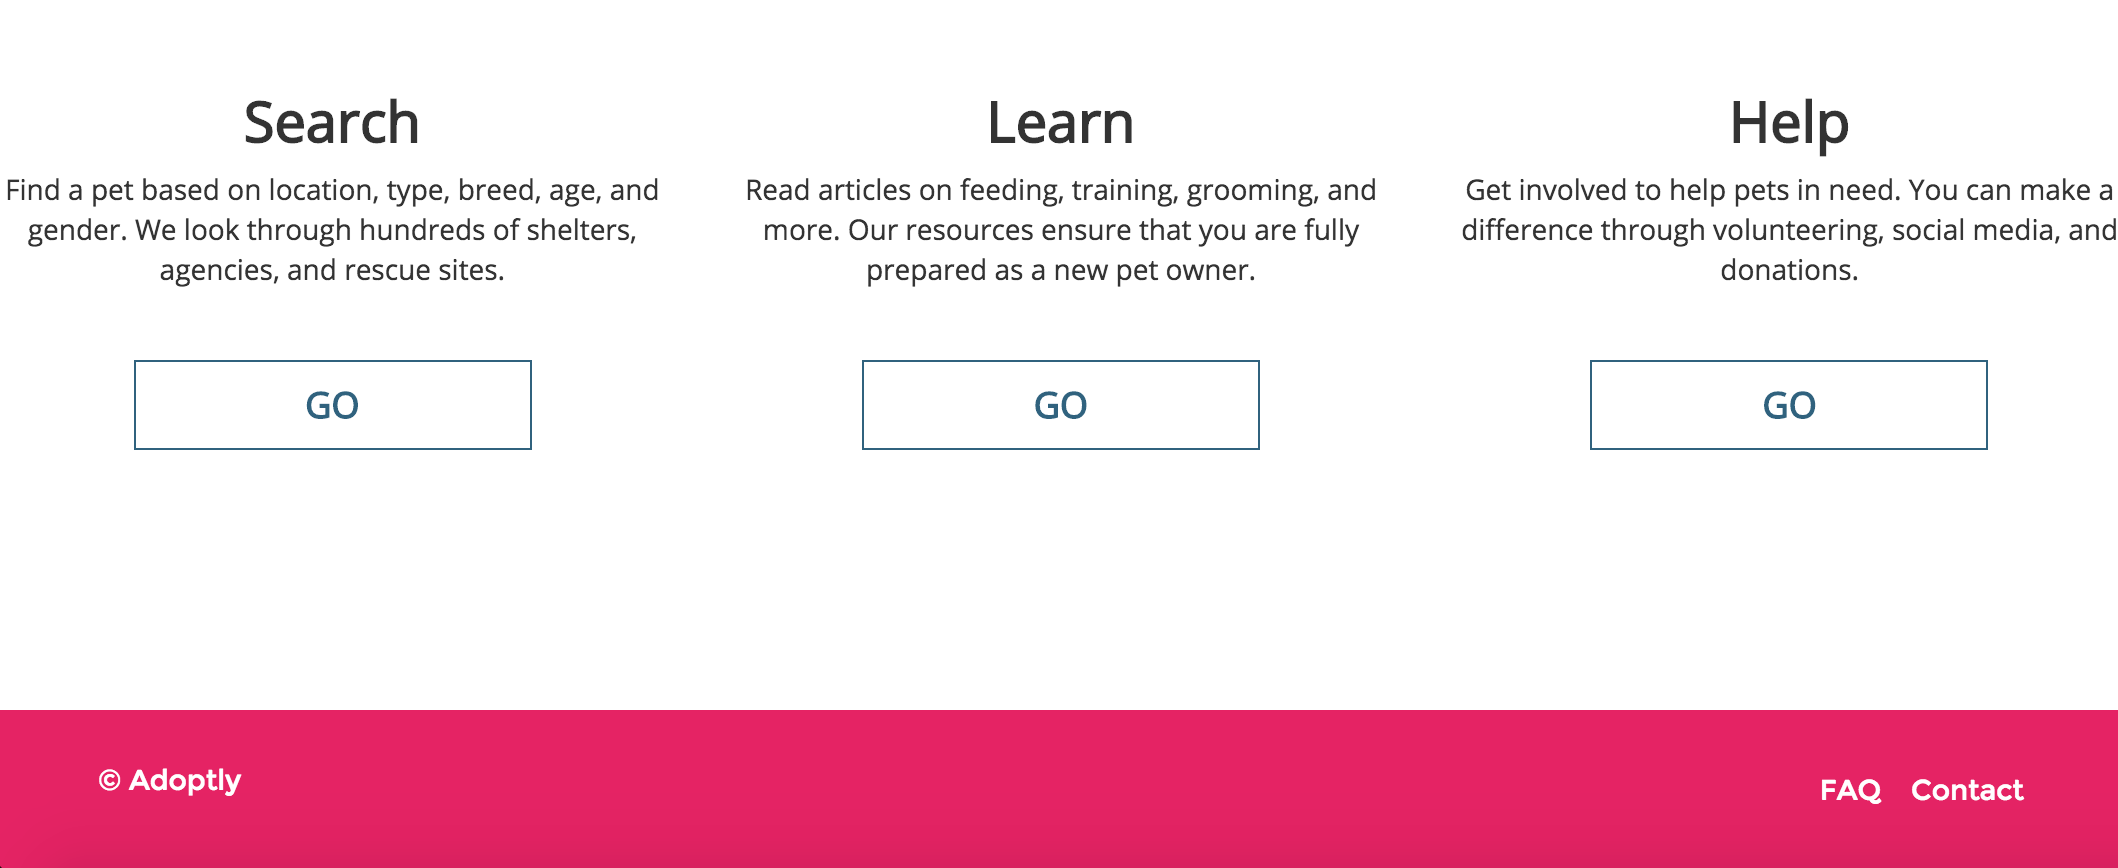 Search
Find a pet based on location, type, breed, age, and
gender. We look through hundreds of shelters,
agencies, and rescue sites.
GO
Learn
Read articles on feeding, training, grooming, and
more. Our resources ensure that you are fully
prepared as a new pet owner.
GO
Help
Get involved to help pets in need. You can make a
difference through volunteering, social media, and
donations.
GO
© Adoptly
FAQ Contact